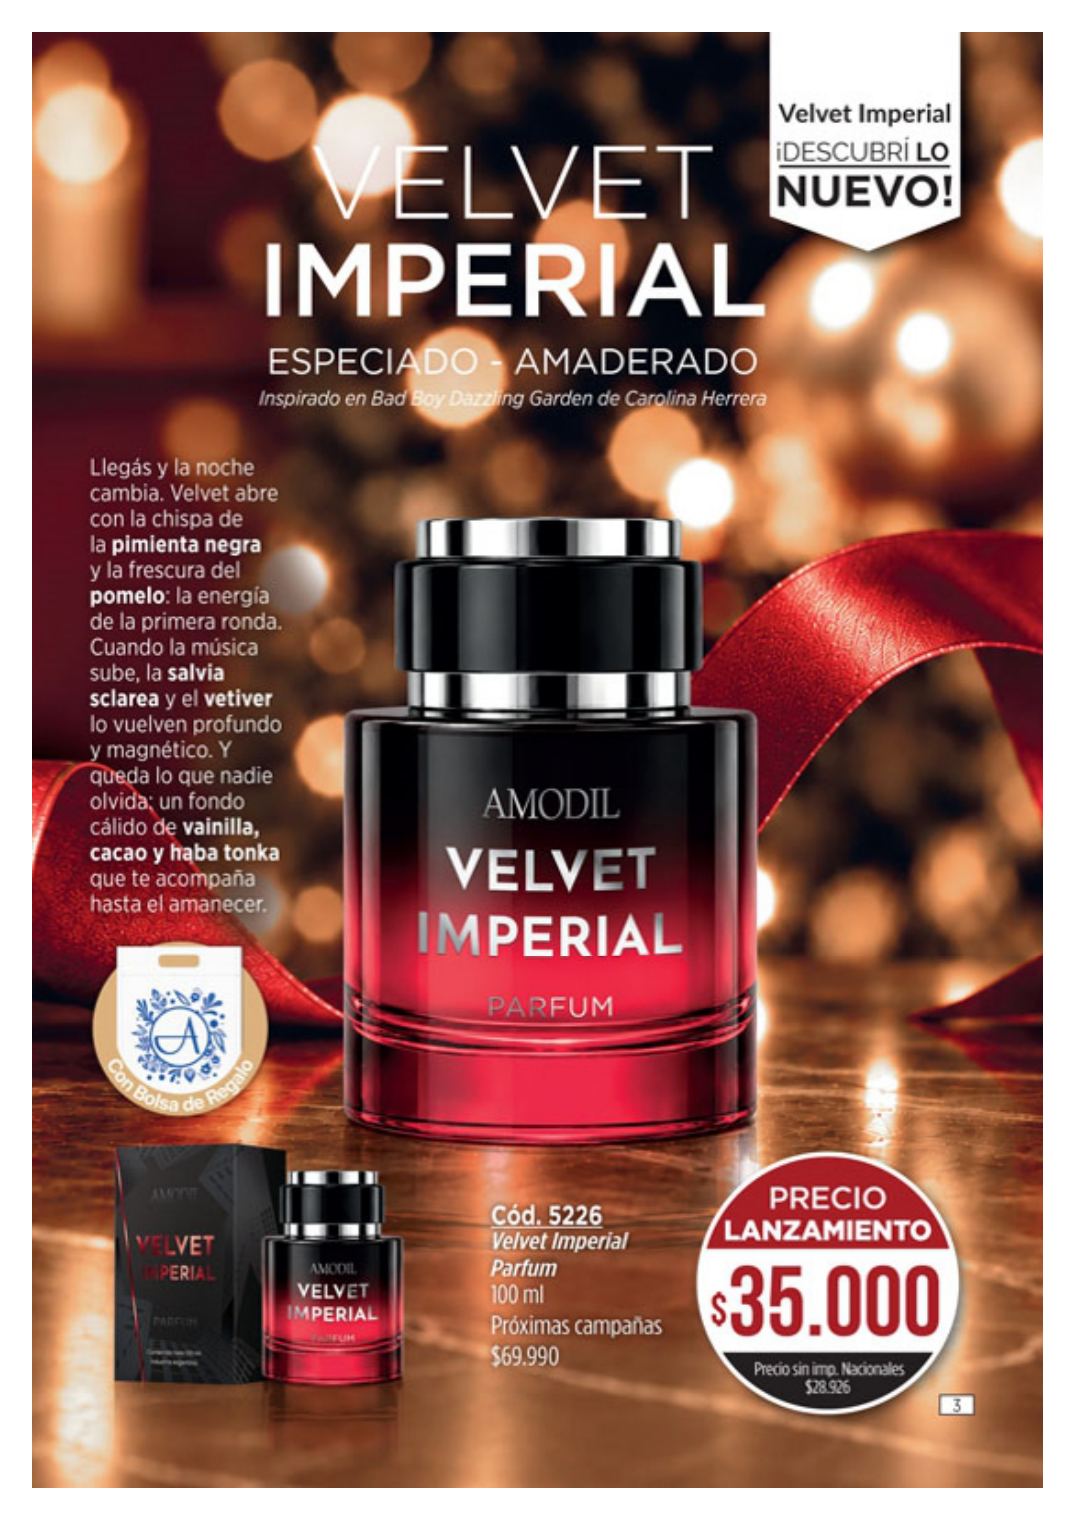 Velvet Imperial
¡DESCUBRÍ LO
NUEVO!
VELVET
IMPERIAL
ESPECIADO - AMADERADO
Inspirado en Bad Boy Dazzling Garden de Carolina Herrera
Llegás y la noche
cambia. Velvet abre
con la chispa de
la pimienta negra
y la frescura del
pomelo: la energía
de la primera ronda.
Cuando la música
sube, la salvia
sclarea y el vetiver
lo vuelven profundo
y magnético. Y
queda lo que nadie
olvida: un fondo
cálido de vainilla,
cacao y haba tonka
que te acompaña
hasta el amanecer.
AMODIL
VELVET
IMPERIAL
PARFUM
A
Con Bolsa de Regalo
AMODIL
VELVET
IMPERIAL
PARFUM
AMODIL
VELVET
IMPERIAL
PARFUM
Cód. 5226
Velvet Imperial
Parfum
100 ml
Próximas campañas
$69.990
PRECIO
LANZAMIENTO
$35.000
Precio sin imp. Nacionales
$28.926
3